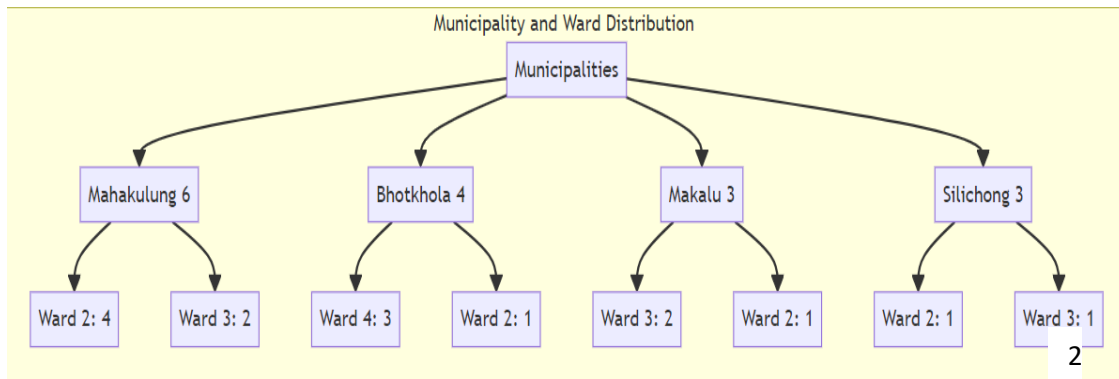 Municipality and Ward Distribution
Municipalities
Mahakulung 6
Bhotkhola 4
Makalu 3
Silichong 3
Ward 2: 4
Ward 3: 2
Ward 4: 3
Ward 2: 1
Ward 3: 2
Ward 2: 1
Ward 2: 1
Ward 3: 1
2